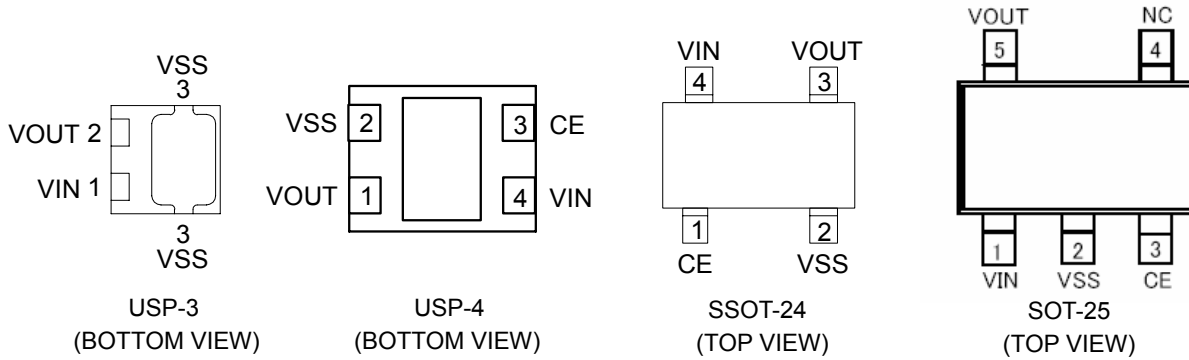 VSS
3
VOUT 2
VIN 1
3
VSS
USP-3
(BOTTOM VIEW)
VSS 2
3 CE
VOUT 1
4 VIN
USP-4
(BOTTOM VIEW)
VIN VOUT
4 3
1 2
CE VSS
SSOT-24
(TOP VIEW)
VOUT NC
5 4
1 2 3
VIN VSS CE
SOT-25
(TOP VIEW)